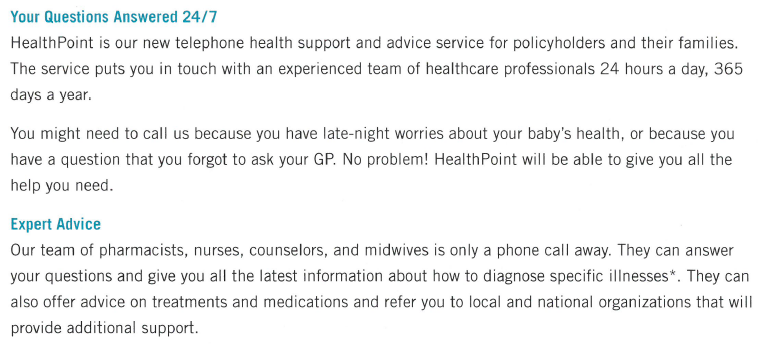 Your Questions Answered 24/7
HealthPoint is our new telephone health support and advice service for policyholders and their families.
The service puts you in touch with an experienced team of healthcare professionals 24 hours a day, 365
days a year.
You might need to call us because you have late-night worries about your baby's health, or because you
have a question that you forgot to ask your GP. No problem! HealthPoint will be able to give you all the
help you need.
Expert Advice
Our team of pharmacists, nurses, counselors, and midwives is only a phone call away. They can answer
your questions and give you all the latest information about how to diagnose specific illnesses*. They can
also offer advice on treatments and medications and refer you to local and national organizations that will
provide additional support.